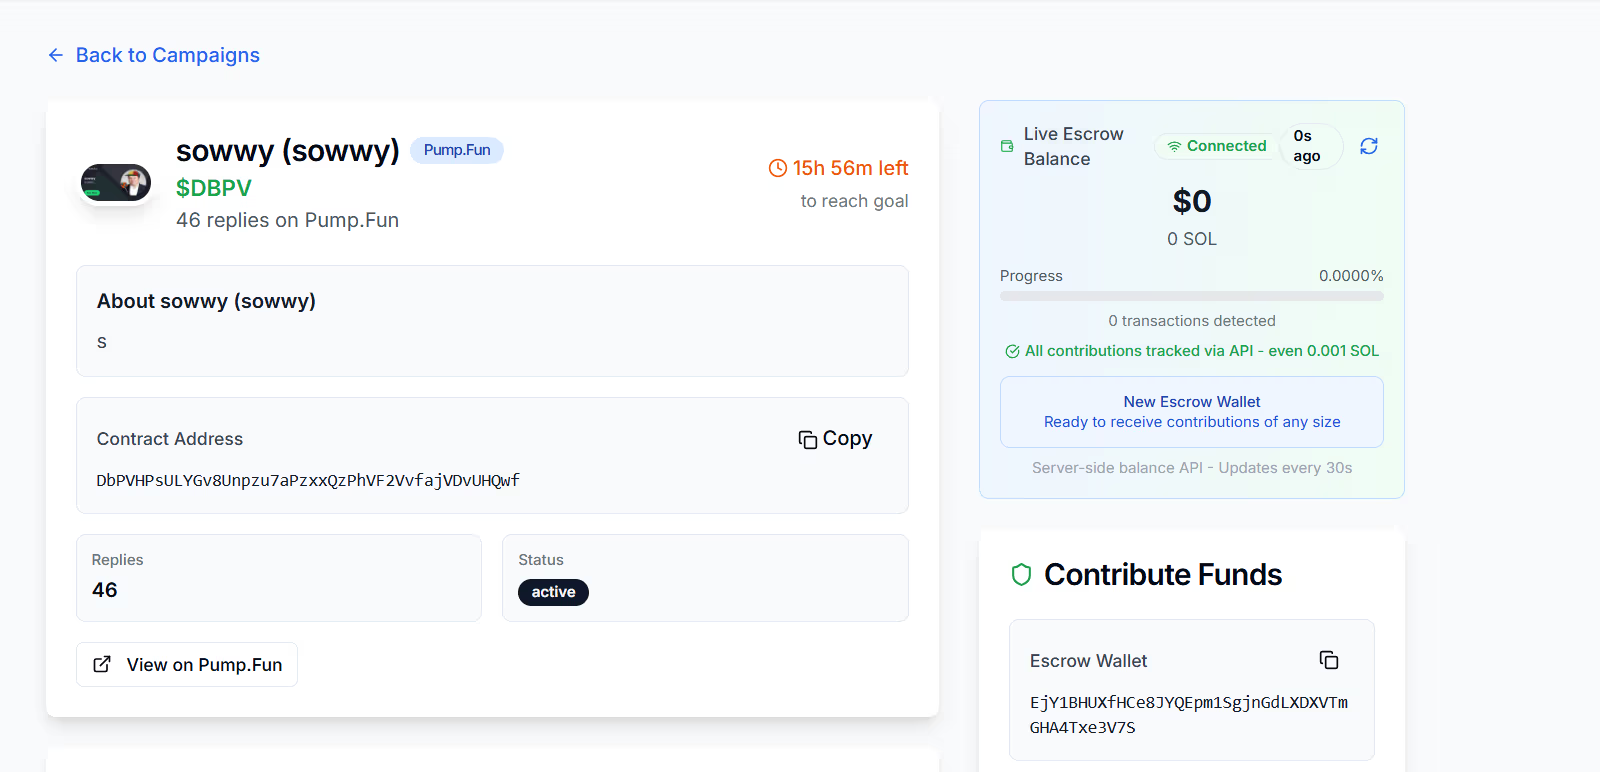 Back to Campaigns
sowwy (sowwy)
Pump.Fun
$DBPV
46 replies on Pump.Fun
15h 56m left
to reach goal
About sowwy (sowwy)
s
Contract Address
Copy
DbPVHPsULYGv8Unpzu7aPzxxQzPhVF2VvfajVDvUHQwf
Replies
46
Status
active
View on Pump.Fun
Live Escrow
Balance
Connected
0s
ago
$0
0 SOL
Progress
0.0000%
0 transactions detected
All contributions tracked via API - even 0.001 SOL
New Escrow Wallet
Ready to receive contributions of any size
Server-side balance API - Updates every 30s
Contribute Funds
Escrow Wallet
EjY1BHUXfHCe8JYQEpm1SgjnGdLXDXVTm
GHA4Txe3V7S